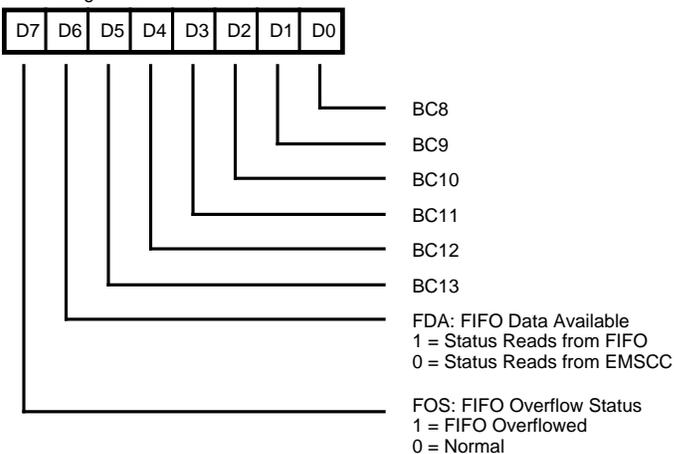 D7 D6 D5 D4 D3 D2 D1 D0
BC8
BC9
BC10
BC11
BC12
BC13
FDA: FIFO Data Available
1 = Status Reads from FIFO
0 = Status Reads from EMSCC
FOS: FIFO Overflow Status
1 = FIFO Overflowed
0 = Normal